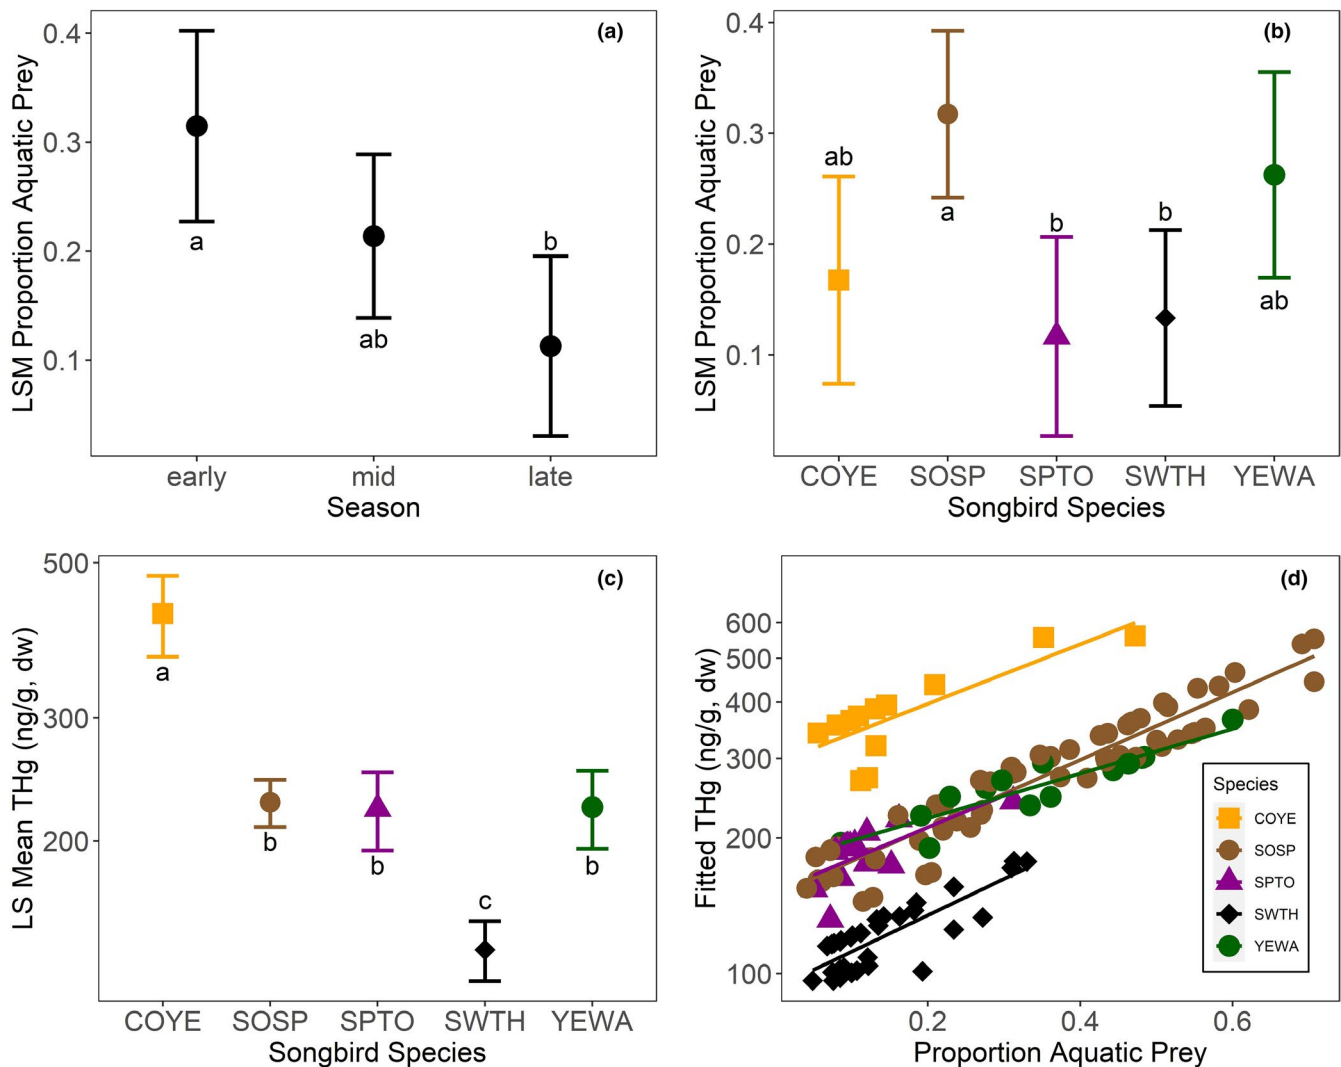 (a)
LSM Proportion Aquatic Prey
0.4
0.3
0.2
0.1
a
ab
b
early mid late
Season
(b)
LSM Proportion Aquatic Prey
0.4
0.3
0.2
0.1
ab
a
b
b
ab
COYE SOSP SPTO SWTH YEWA
Songbird Species
(c)
LS Mean THg (ng/g, dw)
500
300
200
a
b
b
c
b
COYE SOSP SPTO SWTH YEWA
Songbird Species
(d)
Fitted THg (ng/g, dw)
600
500
400
300
200
100
Species
COYE
SOSP
SPTO
SWTH
YEWA
0.2 0.4 0.6
Proportion Aquatic Prey